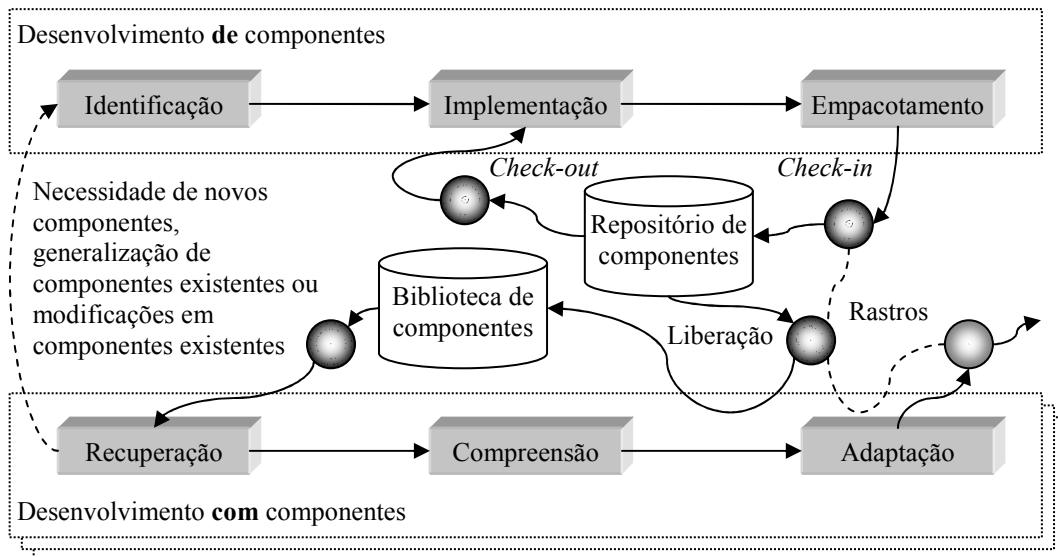 Desenvolvimento de componentes
Identificação
Implementação
Empacotamento
Check-out
Check-in
Necessidade de novos
componentes,
generalização de
componentes existentes ou
modificações em
componentes existentes
Repositório de
componentes
Biblioteca de
componentes
Liberação
Rastros
Recuperação
Compreensão
Adaptação
Desenvolvimento com componentes